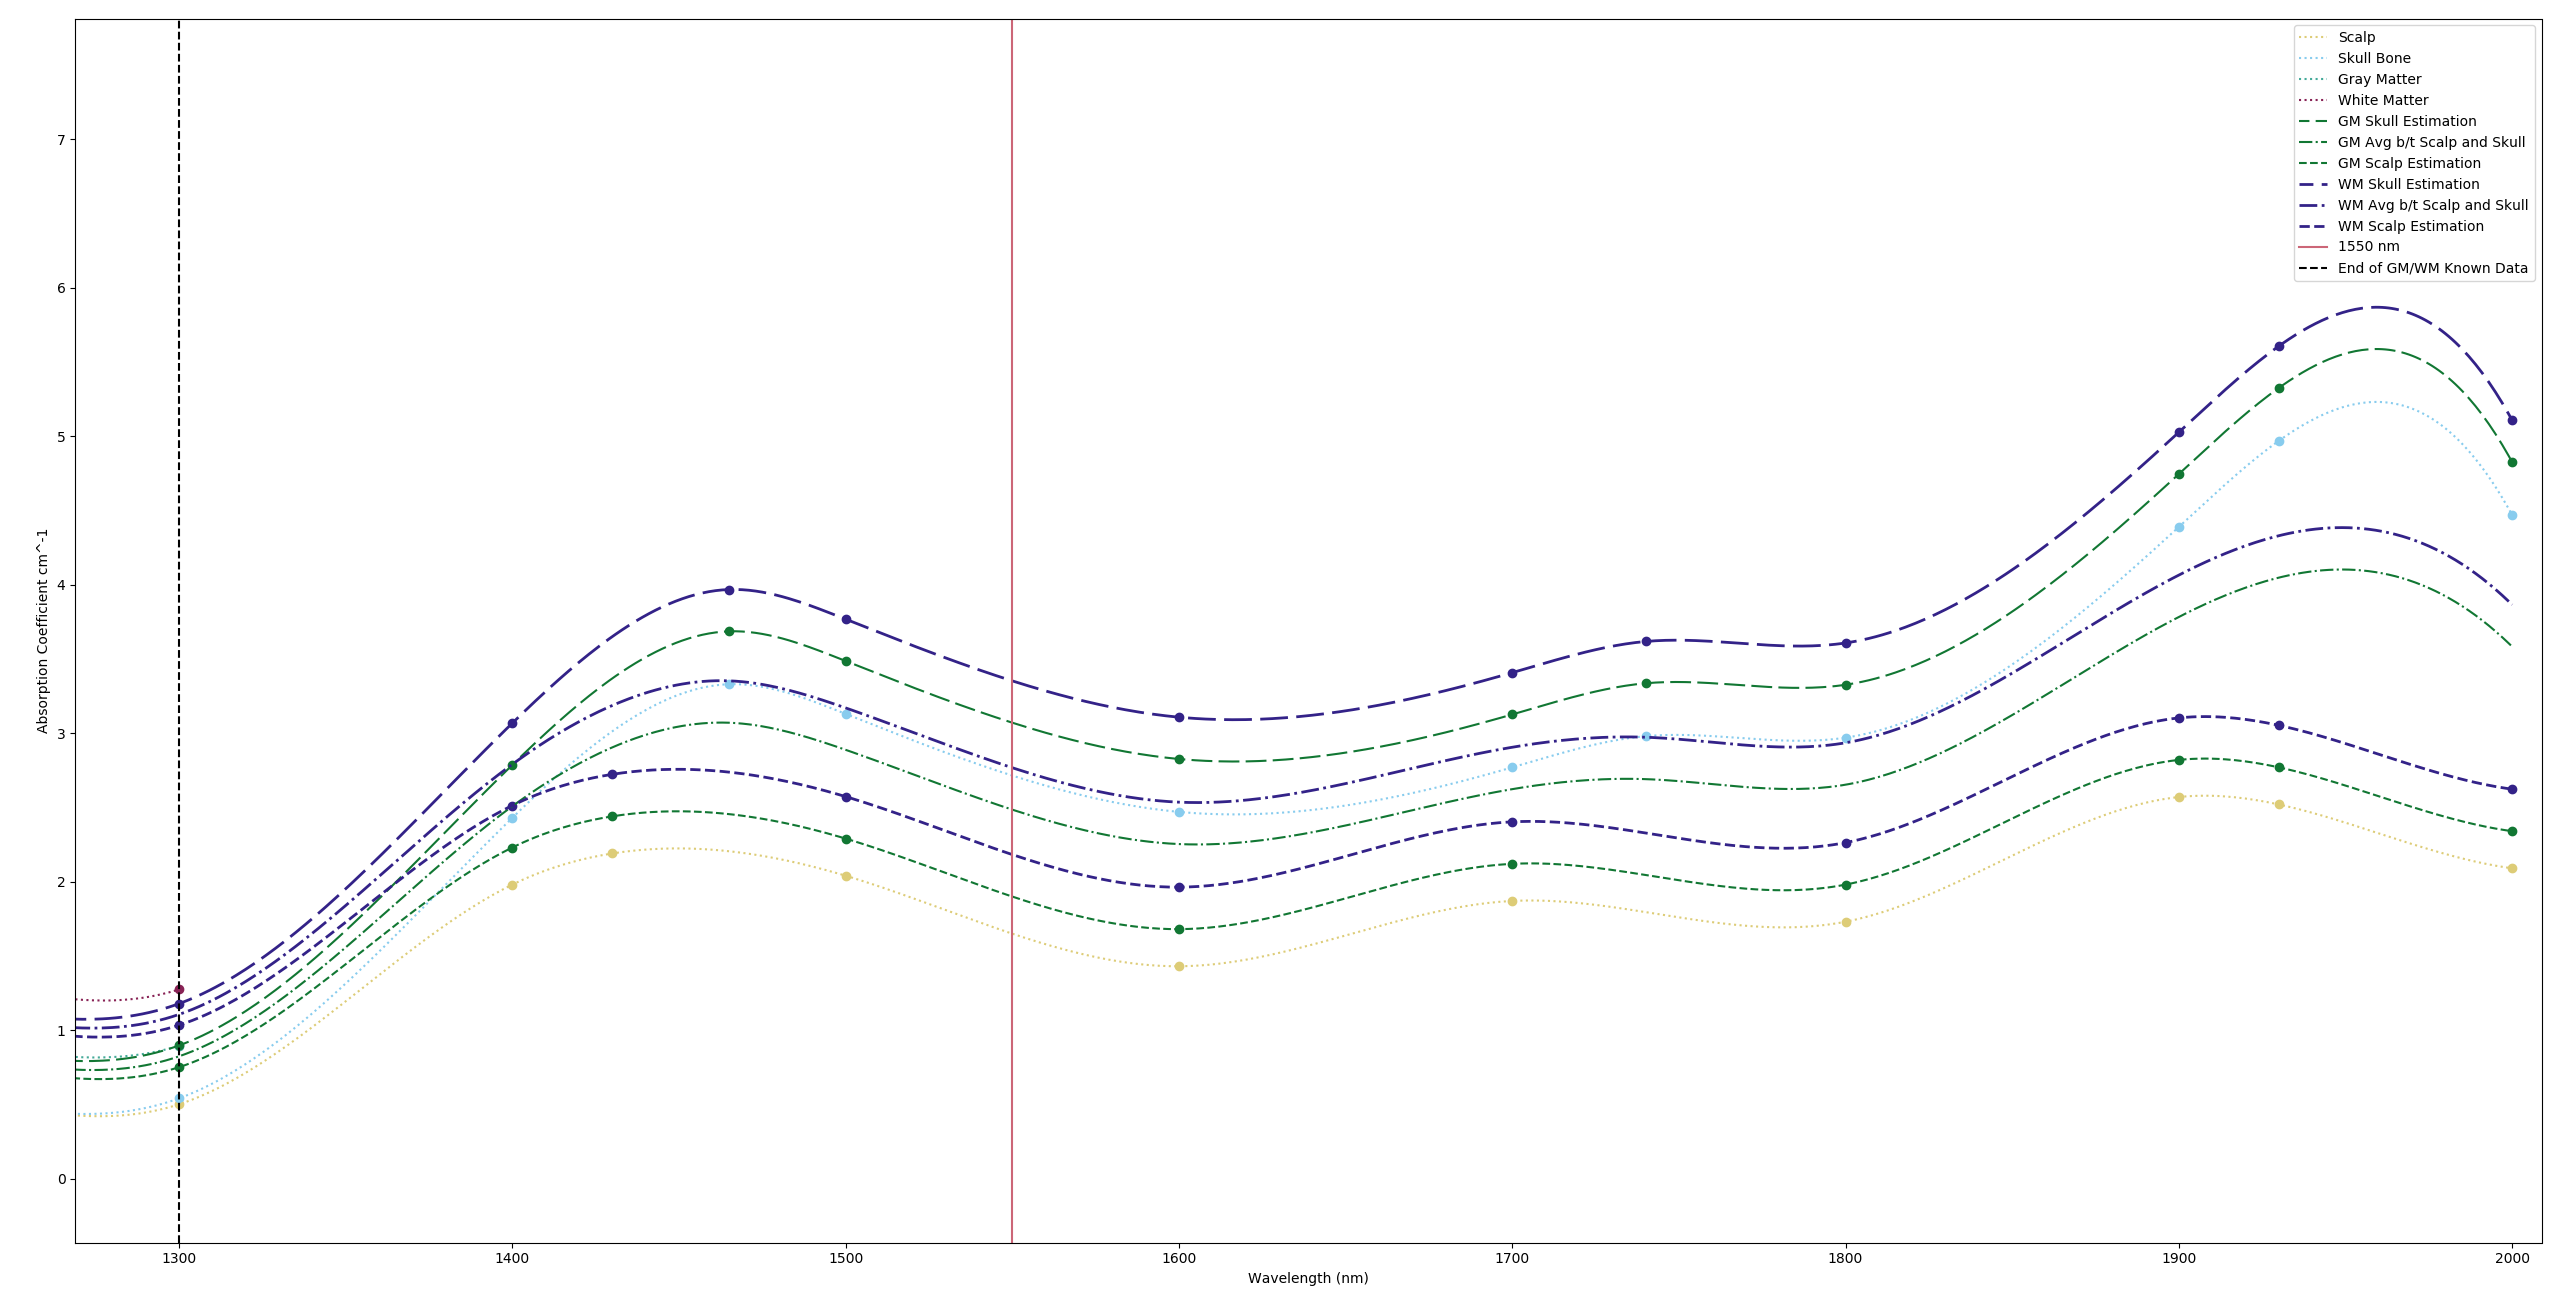 Scalp
Skull Bone
Gray Matter
White Matter
GM Skull Estimation
GM Avg b/t Scalp and Skull
GM Scalp Estimation
WM Skull Estimation
WM Avg b/t Scalp and Skull
WM Scalp Estimation
1550 nm
End of GM/WM Known Data
7
6
5
4
3
2
1
0
Absorption Coefficient cm^-1
1300 1400 1500 1600 1700 1800 1900 2000
Wavelength (nm)